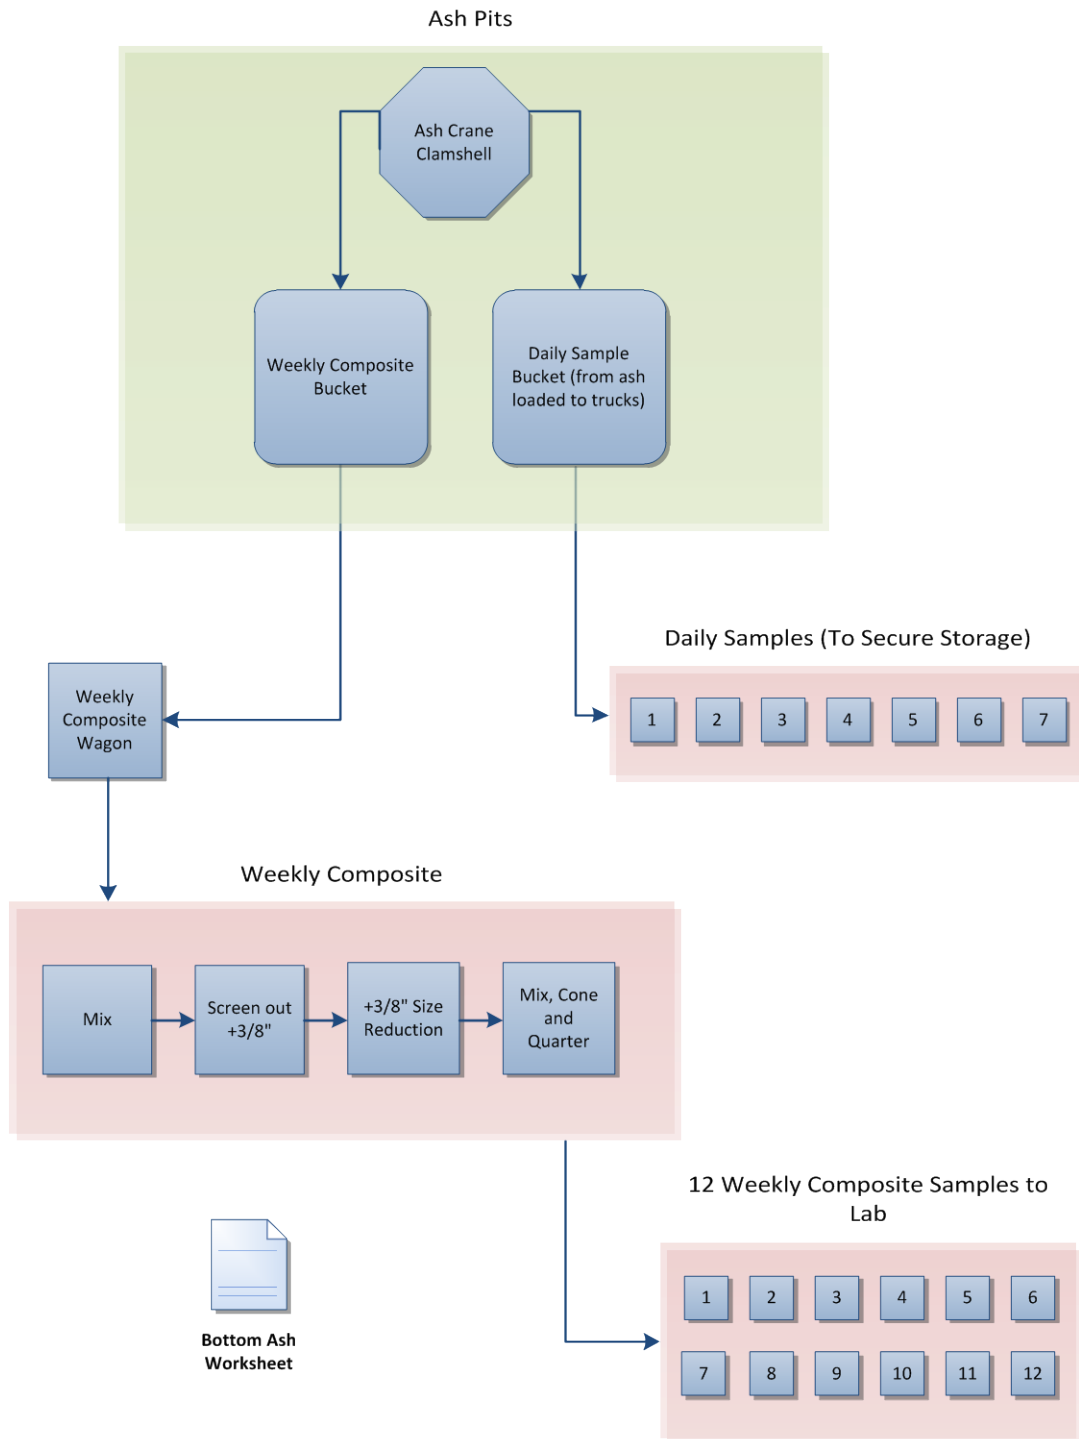 Ash Pits
Ash Crane
Clamshell
Weekly Composite
Bucket
Daily Sample
Bucket (from ash
loaded to trucks)
Daily Samples (To Secure Storage)
1 2 3 4 5 6 7
Weekly
Composite
Wagon
Weekly Composite
Mix
Screen out
+3/8"
+3/8" Size
Reduction
Mix, Cone
and
Quarter
12 Weekly Composite Samples to
Lab
1 2 3 4 5 6
7 8 9 10 11 12
Bottom Ash
Worksheet